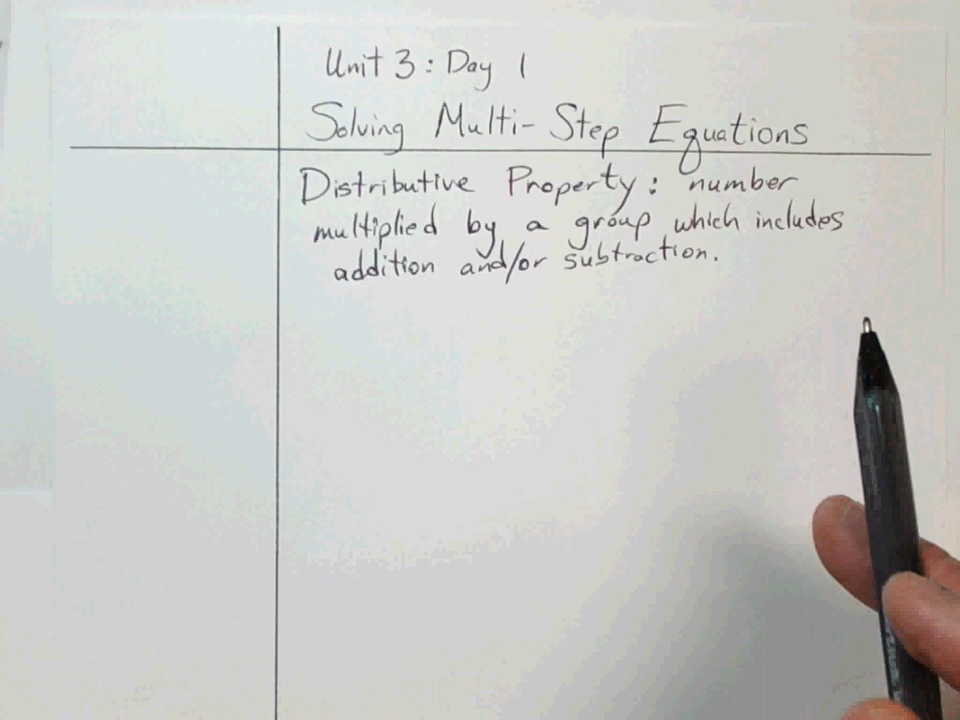 Unit 3: Day 1
Solving Multi-Step Equations
Distributive Property: number
multiplied by a group which includes
addition and/or subtraction.